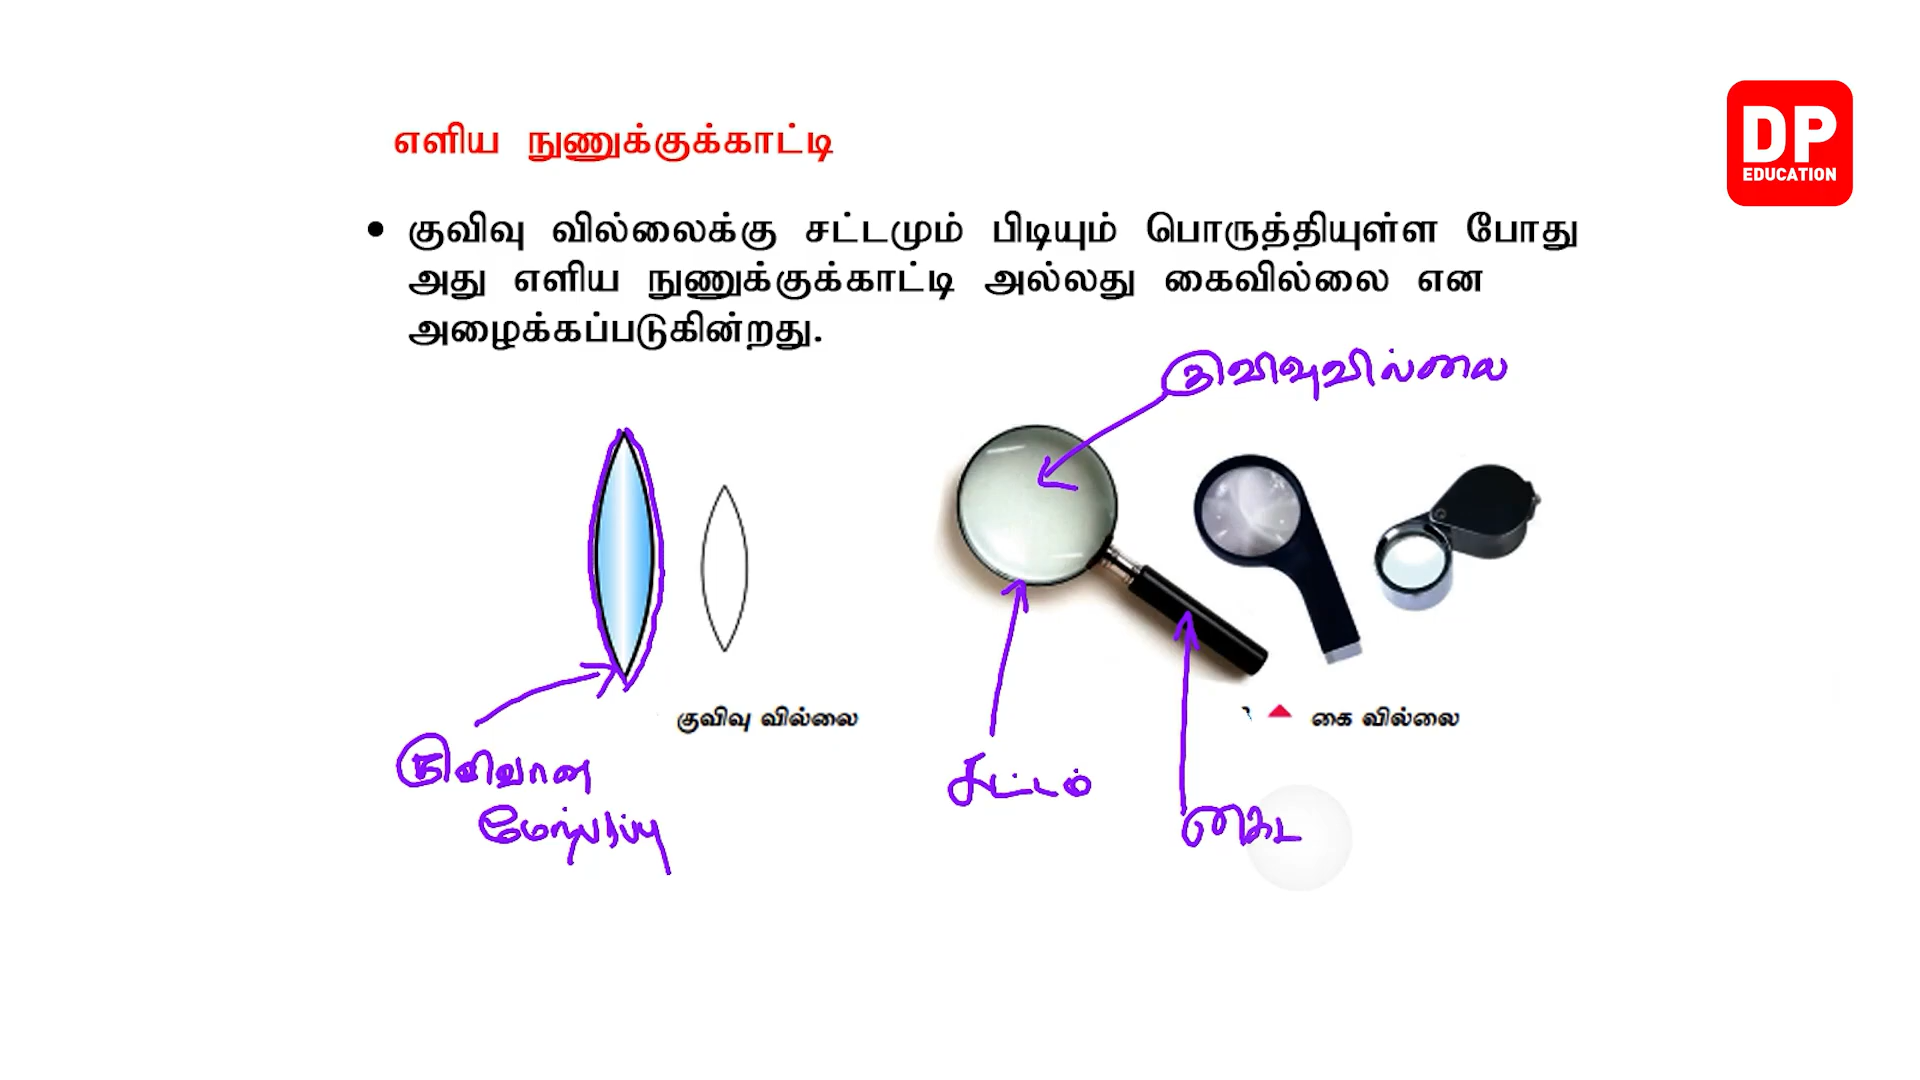 DP
EDUCATION
எளிய நுணுக்குக்காட்டி
• குவிவு வில்லைக்கு சட்டமும் பிடியும் பொருத்தியுள்ள போது
அது எளிய நுணுக்குக்காட்டி அல்லது கைவில்லை என
அழைக்கப்படுகின்றது.
குவிவுவில்லை
குவிவு வில்லை
கை வில்லை
குவிவான
மேற்பரப்பு
சட்டம்